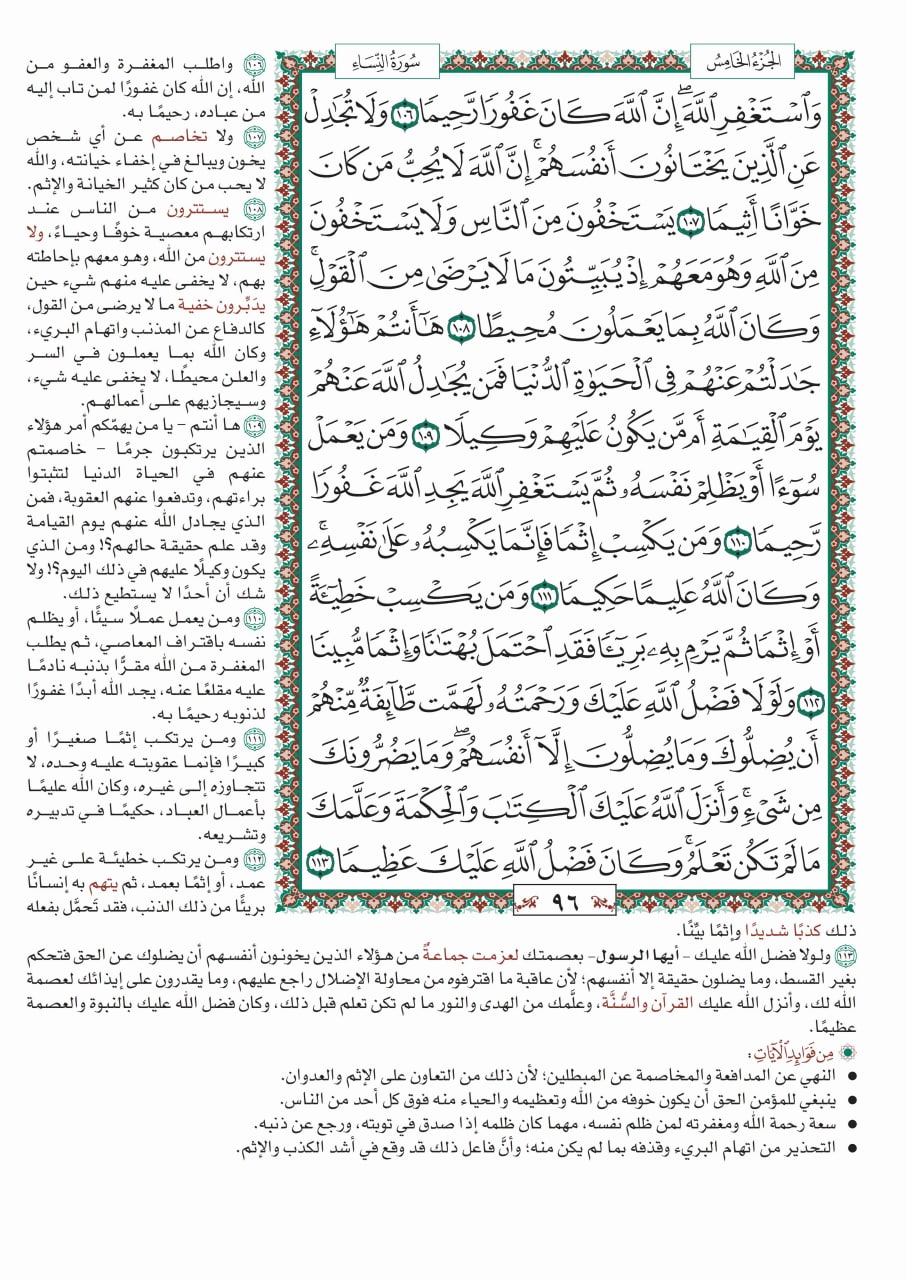 الجُزْءُ الخَامِسُ
سُورَةُ النِّسَاءِ
وَٱسۡتَغۡفِرِ ٱللَّهَۖ إِنَّ ٱللَّهَ كَانَ غَفُورٗا رَّحِيمٗا ١٠٦ وَلَا تُجَٰدِلۡ
عَنِ ٱلَّذِينَ يَخۡتَانُونَ أَنفُسَهُمۡۚ إِنَّ ٱللَّهَ لَا يُحِبُّ مَن كَانَ
خَوَّانًا أَثِيمٗا ١٠٧ يَسۡتَخۡفُونَ مِنَ ٱلنَّاسِ وَلَا يَسۡتَخۡفُونَ
مِنَ ٱللَّهِ وَهُوَ مَعَهُمۡ إِذۡ يُبَيِّتُونَ مَا لَا يَرۡضَىٰ مِنَ ٱلۡقَوۡلِۚ
وَكَانَ ٱللَّهُ بِمَا يَعۡمَلُونَ مُحِيطًا ١٠٨ هَٰٓأَنتُمۡ هَٰٓؤُلَآءِ
جَٰدَلۡتُمۡ عَنۡهُمۡ فِي ٱلۡحَيَوٰةِ ٱلدُّنۡيَا فَمَن يُجَٰدِلُ ٱللَّهَ عَنۡهُمۡ
يَوۡمَ ٱلۡقِيَٰمَةِ أَم مَّن يَكُونُ عَلَيۡهِمۡ وَكِيلٗا ١٠٩ وَمَن يَعۡمَلۡ
سُوٓءًا أَوۡ يَظۡلِمۡ نَفۡسَهُۥ ثُمَّ يَسۡتَغۡفِرِ ٱللَّهَ يَجِدِ ٱللَّهَ غَفُورٗا
رَّحِيمٗا ١١٠ وَمَن يَكۡسِبۡ إِثۡمٗا فَإِنَّمَا يَكۡسِبُهُۥ عَلَىٰ نَفۡسِهِۦۚ
وَكَانَ ٱللَّهُ عَلِيمًا حَكِيمٗا ١١١ وَمَن يَكۡسِبۡ خَطِيٓـَٔةً
أَوۡ إِثۡمٗا ثُمَّ يَرۡمِ بِهِۦ بَرِيٓـٔٗا فَقَدِ ٱحۡتَمَلَ بُهۡتَٰنٗا وَإِثۡمٗا مُّبِينٗا
١١٢ وَلَوۡلَا فَضۡلُ ٱللَّهِ عَلَيۡكَ وَرَحۡمَتُهُۥ لَهَمَّت طَّآئِفَةٞ مِّنۡهُمۡ
أَن يُضِلُّوكَ وَمَا يُضِلُّونَ إِلَّآ أَنفُسَهُمۡۖ وَمَا يَضُرُّونَكَ
مِن شَيۡءٖۚ وَأَنزَلَ ٱللَّهُ عَلَيۡكَ ٱلۡكِتَٰبَ وَٱلۡحِكۡمَةَ وَعَلَّمَكَ
مَا لَمۡ تَكُن تَعۡلَمُۚ وَكَانَ فَضۡلُ ٱللَّهِ عَلَيۡكَ عَظِيمٗا ١١٣
٩٦
١٠٦ واطلب المغفرة والعفو من
الله، إن الله كان غفورًا لمن تاب إليه
من عباده، رحيمًا به.
١٠٧ ولا تخاصم عن أي شخص
يخون ويبالغ في إخفاء خيانته، والله
لا يحب من كان كثير الخيانة والإثم.
١٠٨ يستترون من الناس عند
ارتكابهم معصية خوفًا وحياءً، ولا
يستترون من الله، وهو معهم بإحاطته
بهم، لا يخفى عليه منهم شيء حين
يدَبِّرون خفية ما لا يرضى من القول،
كالدفاع عن المذنب واتهام البريء،
وكان الله بما يعملون في السر
والعلن محيطًا، لا يخفى عليه شيء،
وسيجازيهم على أعمالهم.
١٠٩ ها أنتم - يا من يهمّكم أمر هؤلاء
الذين يرتكبون جرمًا - خاصمتم
عنهم في الحياة الدنيا لتثبتوا
براءتهم، وتدفعوا عنهم العقوبة، فمن
الذي يجادل الله عنهم يوم القيامة
وقد علم حقيقة حالهم؟! ومن الذي
يكون وكيلًا عليهم في ذلك اليوم؟! ولا
شك أن أحدًا لا يستطيع ذلك.
١١٠ ومن يعمل عملًا سيئًا، أو يظلم
نفسه باقتراف المعاصي، ثم يطلب
المغفرة من الله مقرًّا بذنبه نادمًا
عليه مقلعًا عنه، يجد الله أبدًا غفورًا
لذنوبه رحيمًا به.
١١١ ومن يرتكب إثمًا صغيرًا أو
كبيرًا فإنما عقوبته عليه وحده، لا
تتجاوزه إلى غيره، وكان الله عليمًا
بأعمال العباد، حكيمًا في تدبيره
وتشريعه.
١١٢ ومن يرتكب خطيئة على غير
عمد، أو إثمًا بعمد، ثم يتهم به إنسانًا
بريئًا من ذلك الذنب، فقد تَحمَّل بفعله
ذلك كذبًا شديدًا وإثمًا بيِّنًا.
١١٣ ولولا فضل الله عليك - أيها الرسول - بعصمتك لعزمت جماعةٌ من هؤلاء الذين يخونون أنفسهم أن يضلوك عن الحق فتحكم
بغير القسط، وما يضلون حقيقة إلا أنفسهم؛ لأن عاقبة ما اقترفوه من محاولة الإضلال راجع عليهم، وما يقدرون على إيذائك لعصمة
الله لك، وأنزل الله عليك القرآن والسُّنَّة، وعلَّمك من الهدى والنور ما لم تكن تعلم قبل ذلك، وكان فضل الله عليك بالنبوة والعصمة
عظيمًا.
مِن فَوَائِدِ الآيَاتِ:
• النهي عن المدافعة والمخاصمة عن المبطلين؛ لأن ذلك من التعاون على الإثم والعدوان.
• ينبغي للمؤمن الحق أن يكون خوفه من الله وتعظيمه والحياء منه فوق كل أحد من الناس.
• سعة رحمة الله ومغفرته لمن ظلم نفسه، مهما كان ظلمه إذا صدق في توبته، ورجع عن ذنبه.
• التحذير من اتهام البريء وقذفه بما لم يكن منه؛ وأنَّ فاعل ذلك قد وقع في أشد الكذب والإثم.